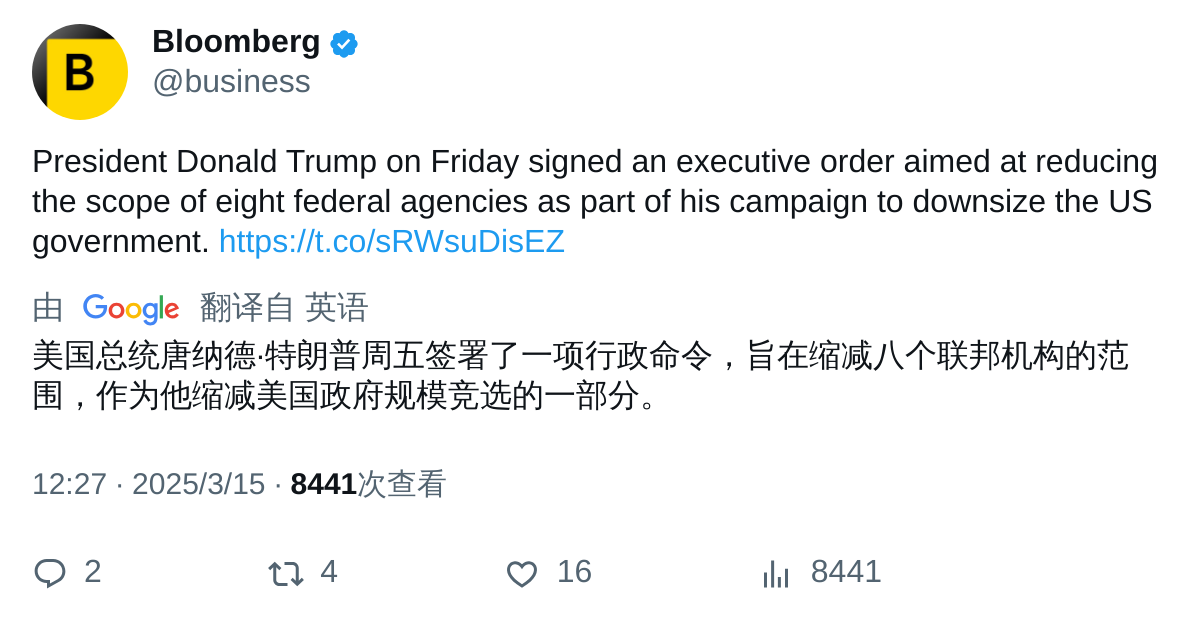 B
Bloomberg
@business
President Donald Trump on Friday signed an executive order aimed at reducing
the scope of eight federal agencies as part of his campaign to downsize the US
government. https://t.co/sRWsuDisEZ
由 Google 翻译自 英语
美国总统唐纳德·特朗普周五签署了一项行政命令，旨在缩减八个联邦机构的范
围，作为他缩减美国政府规模竞选的一部分。
12:27 · 2025/3/15 · 8441次查看
2 4 16 8441